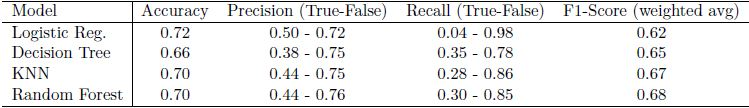 Model Accuracy Precision (True-False) Recall (True-False) F1-Score (weighted avg)
Logistic Reg. 0.72 0.50 - 0.72 0.04 - 0.98 0.62
Decision Tree 0.66 0.38 - 0.75 0.35 - 0.78 0.65
KNN 0.70 0.44 - 0.75 0.28 - 0.86 0.67
Random Forest 0.70 0.44 - 0.76 0.30 - 0.85 0.68